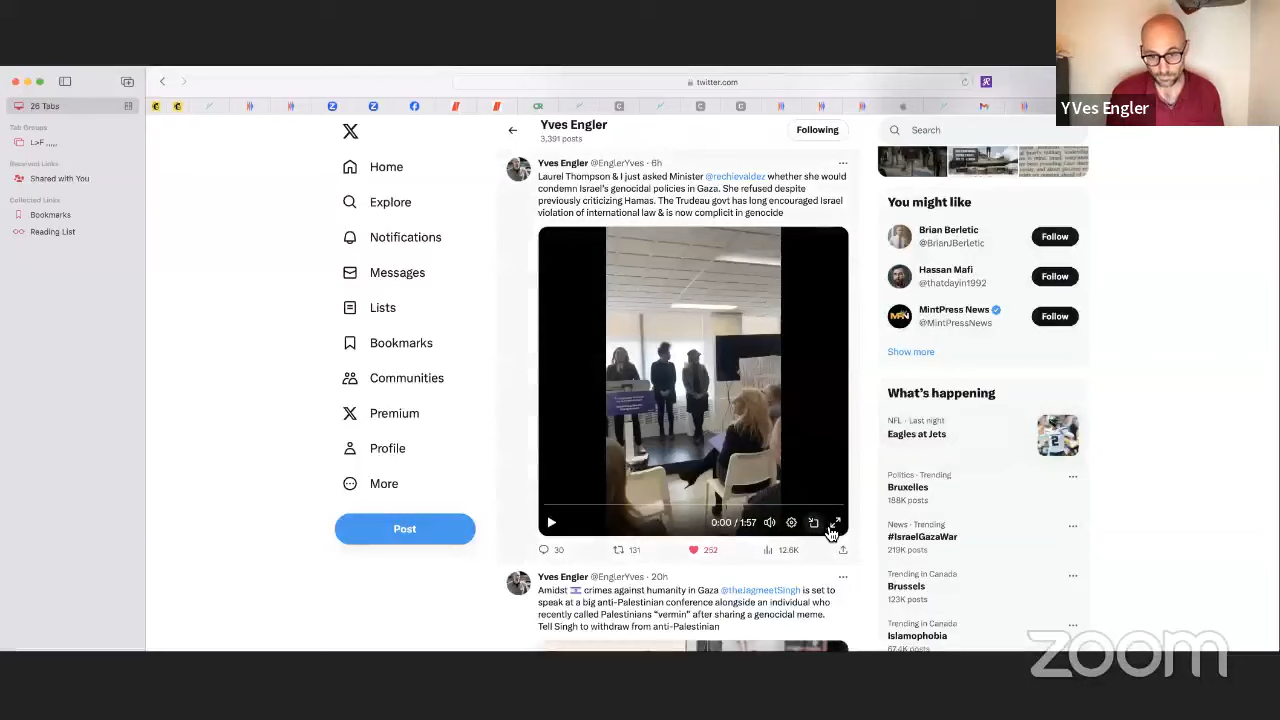 YVes Engler
twitter.com
26 Tabs
Tab Groups
Recovered Links
Shared with You
Collected Links
Bookmarks
Reading List
X
Home
Explore
Notifications
Messages
Lists
Bookmarks
Communities
Premium
Profile
More
Post
Yves Engler
3,391 posts
Following
Yves Engler @EnglerYves · 6h
Laurel Thompson & I just asked Minister @rechievaldez whether she would
condemn Israel's genocidal policies in Gaza. She refused despite
previously criticizing Hamas. The Trudeau govt has long encouraged Israel
violation of international law & is now complicit in genocide
0:00 / 1:57
30
131
252
12.6K
Yves Engler @EnglerYves · 20h
Amidst crimes against humanity in Gaza @theJagmeetSingh is set to
speak at a big anti-Palestinian conference alongside an individual who
recently called Palestinians "vermin" after sharing a genocidal meme.
Tell Singh to withdraw from anti-Palestinian
Search
You might like
Brian Berletic
@BrianJBerletic
Follow
Hassan Mafi
@thatdayin1992
Follow
MintPress News
@MintPressNews
Follow
Show more
What's happening
NFL · Last night
Eagles at Jets
Politics · Trending
Bruxelles
188K posts
News · Trending
#IsraelGazaWar
219K posts
Trending in Canada
Brussels
123K posts
Trending in Canada
Islamophobia
67.4K posts
zoom